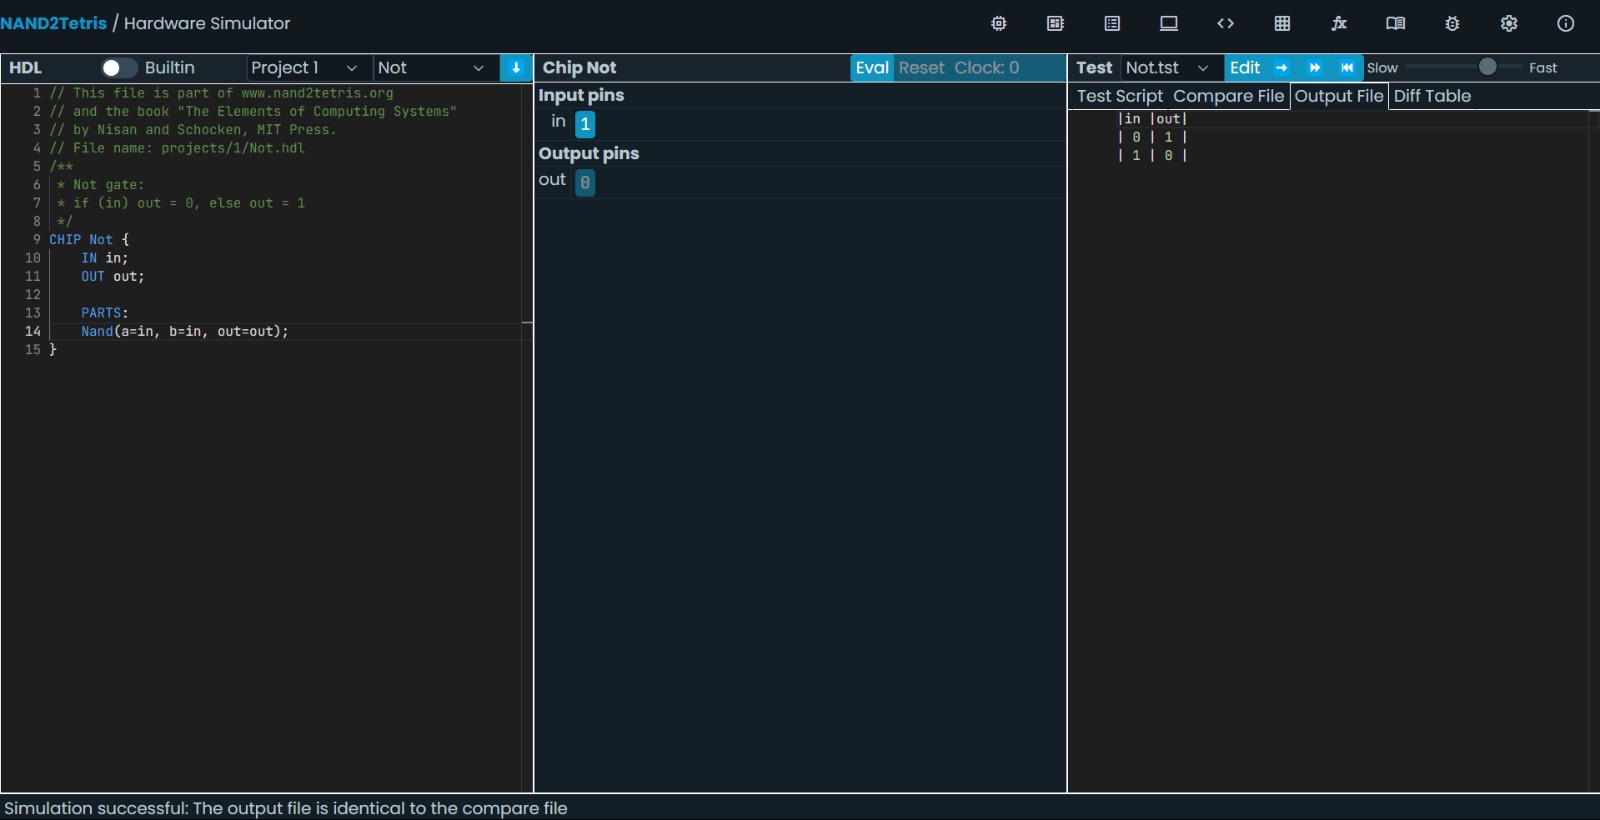 NAND2Tetris / Hardware Simulator
HDL Builtin Project 1 Not
1 // This file is part of www.nand2tetris.org
2 // and the book "The Elements of Computing Systems"
3 // by Nisan and Schocken, MIT Press.
4 // File name: projects/1/Not.hdl
5 /**
6 * Not gate:
7 * if (in) out = 0, else out = 1
8 */
9 CHIP Not {
10 IN in;
11 OUT out;
12
13 PARTS:
14 Nand(a=in, b=in, out=out);
15 }
Chip Not Eval Reset Clock: 0
Input pins
in 1
Output pins
out 0
Test Not.tst Edit Slow Fast
Test Script Compare File Output File Diff Table
|in |out|
| 0 | 1 |
| 1 | 0 |
Simulation successful: The output file is identical to the compare file